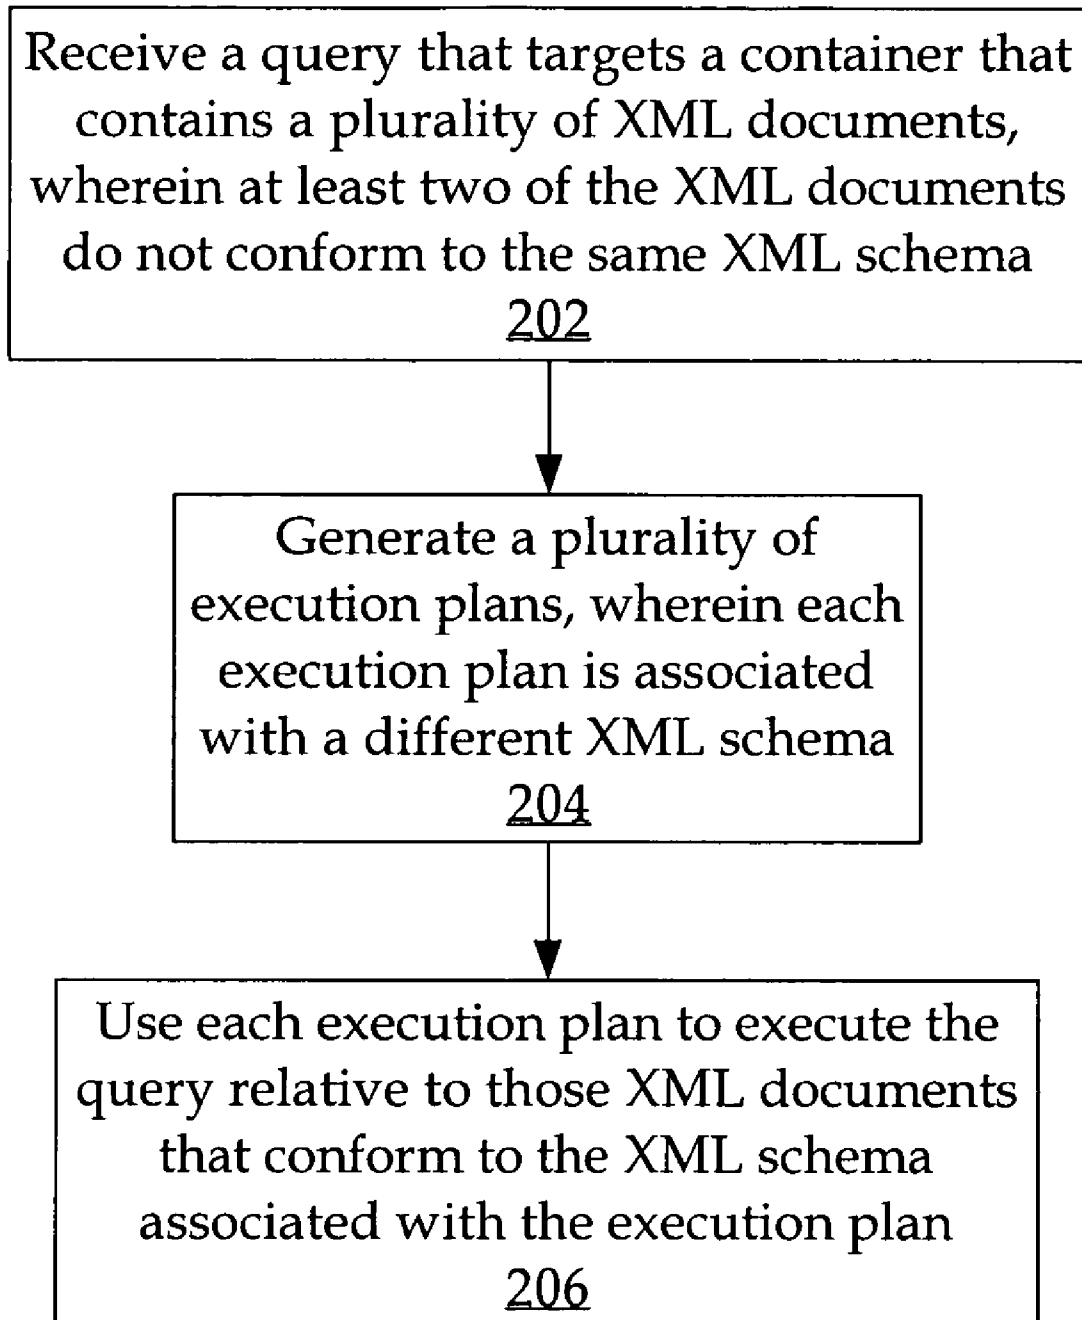 Receive a query that targets a container that
contains a plurality of XML documents,
wherein at least two of the XML documents
do not conform to the same XML schema
202
Generate a plurality of
execution plans, wherein each
execution plan is associated
with a different XML schema
204
Use each execution plan to execute the
query relative to those XML documents
that conform to the XML schema
associated with the execution plan
206